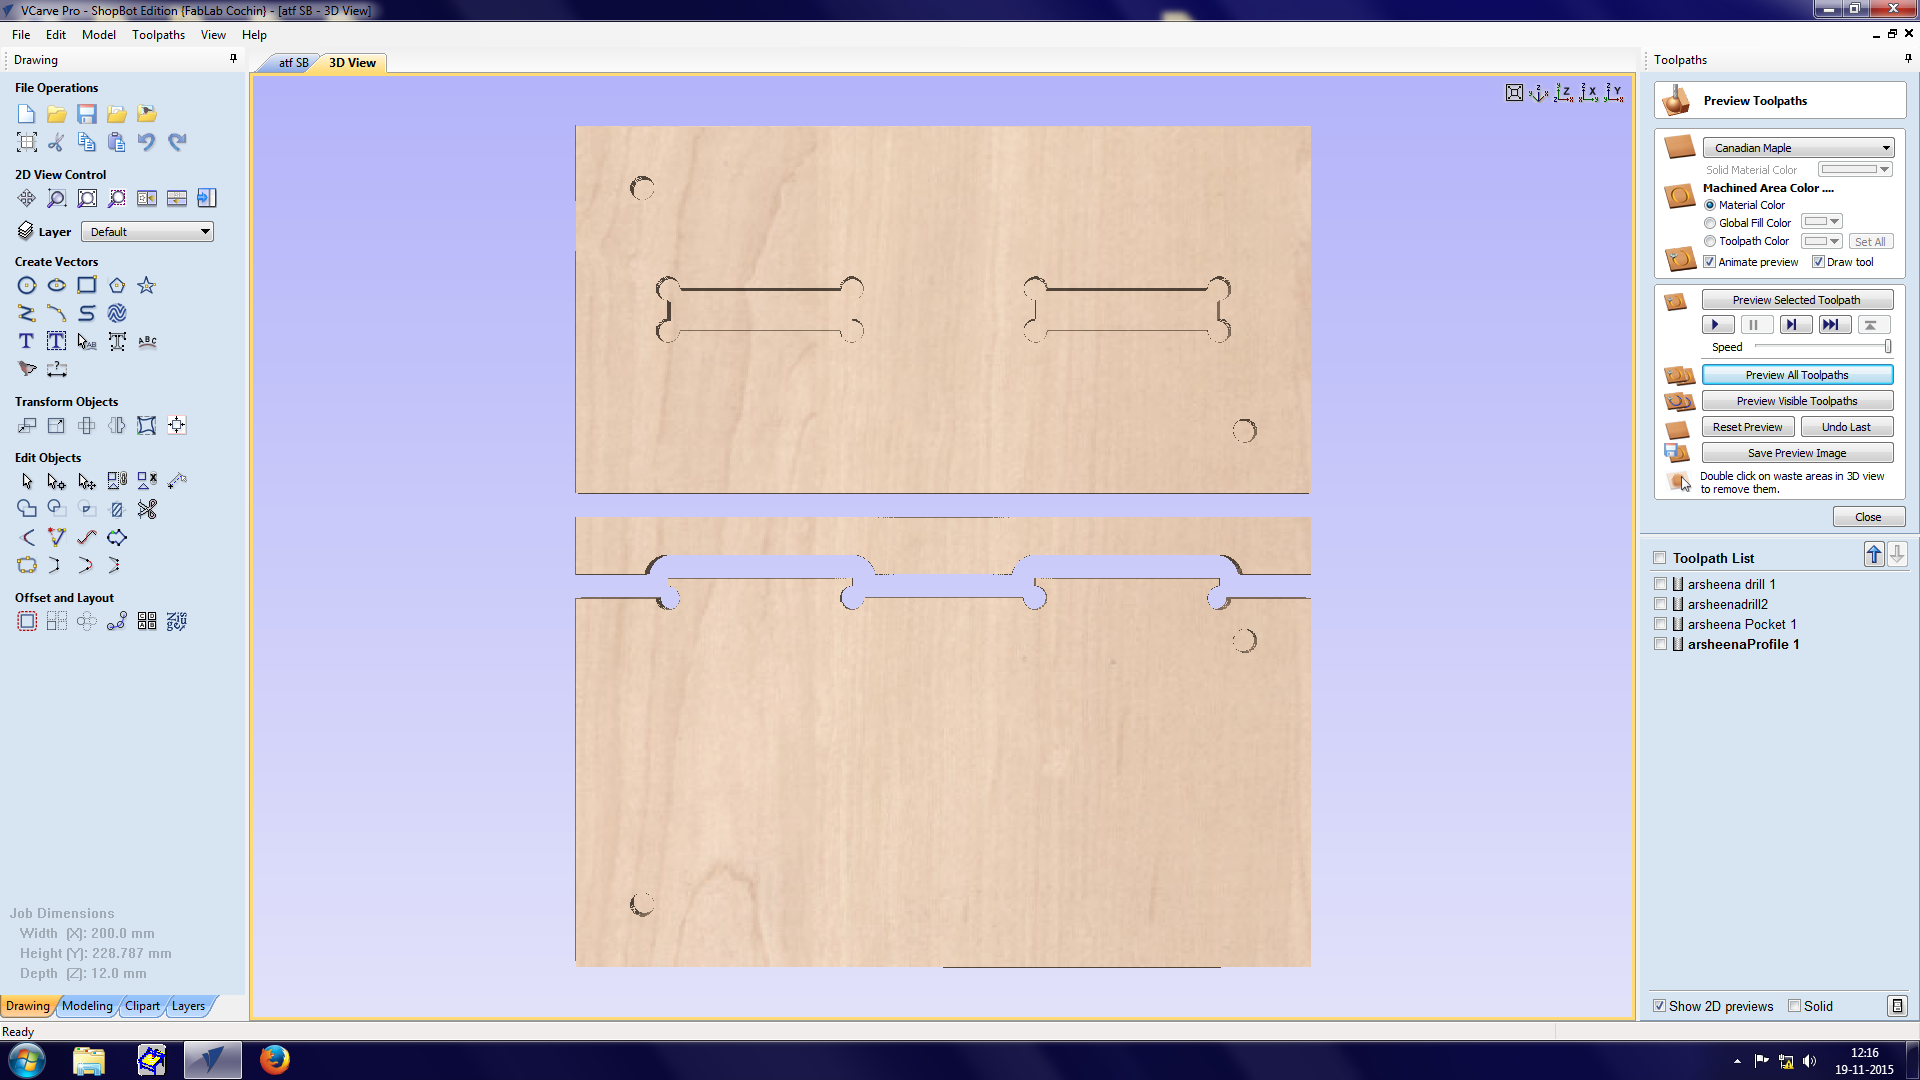 VCarve Pro - ShopBot Edition {FabLab Cochin} - [atf SB - 3D View]
File Edit Model Toolpaths View Help
Drawing
File Operations
2D View Control
Layer Default
Create Vectors
Transform Objects
Edit Objects
Offset and Layout
Job Dimensions
Width (X): 200.0 mm
Height (Y): 228.787 mm
Depth (Z): 12.0 mm
Drawing Modeling Clipart Layers
Ready
atf SB 3D View
Toolpaths
Preview Toolpaths
Canadian Maple
Solid Material Color
Machined Area Color ....
Material Color
Global Fill Color
Toolpath Color Set All
Animate preview Draw tool
Preview Selected Toolpath
Speed
Preview All Toolpaths
Preview Visible Toolpaths
Reset Preview Undo Last
Save Preview Image
Double click on waste areas in 3D view
to remove them.
Close
Toolpath List
arsheena drill 1
arsheenadrill2
arsheena Pocket 1
arsheenaProfile 1
Show 2D previews Solid
12:16
19-11-2015